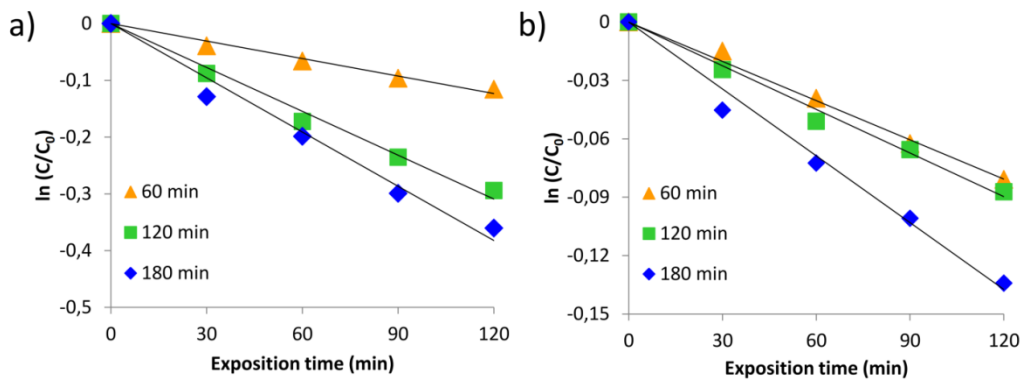 a)
ln (C/C₀)
0
-0,1
-0,2
-0,3
-0,4
-0,5
60 min
120 min
180 min
0 30 60 90 120
Exposition time (min)
b)
ln (C/C₀)
0
-0,03
-0,06
-0,09
-0,12
-0,15
60 min
120 min
180 min
0 30 60 90 120
Exposition time (min)